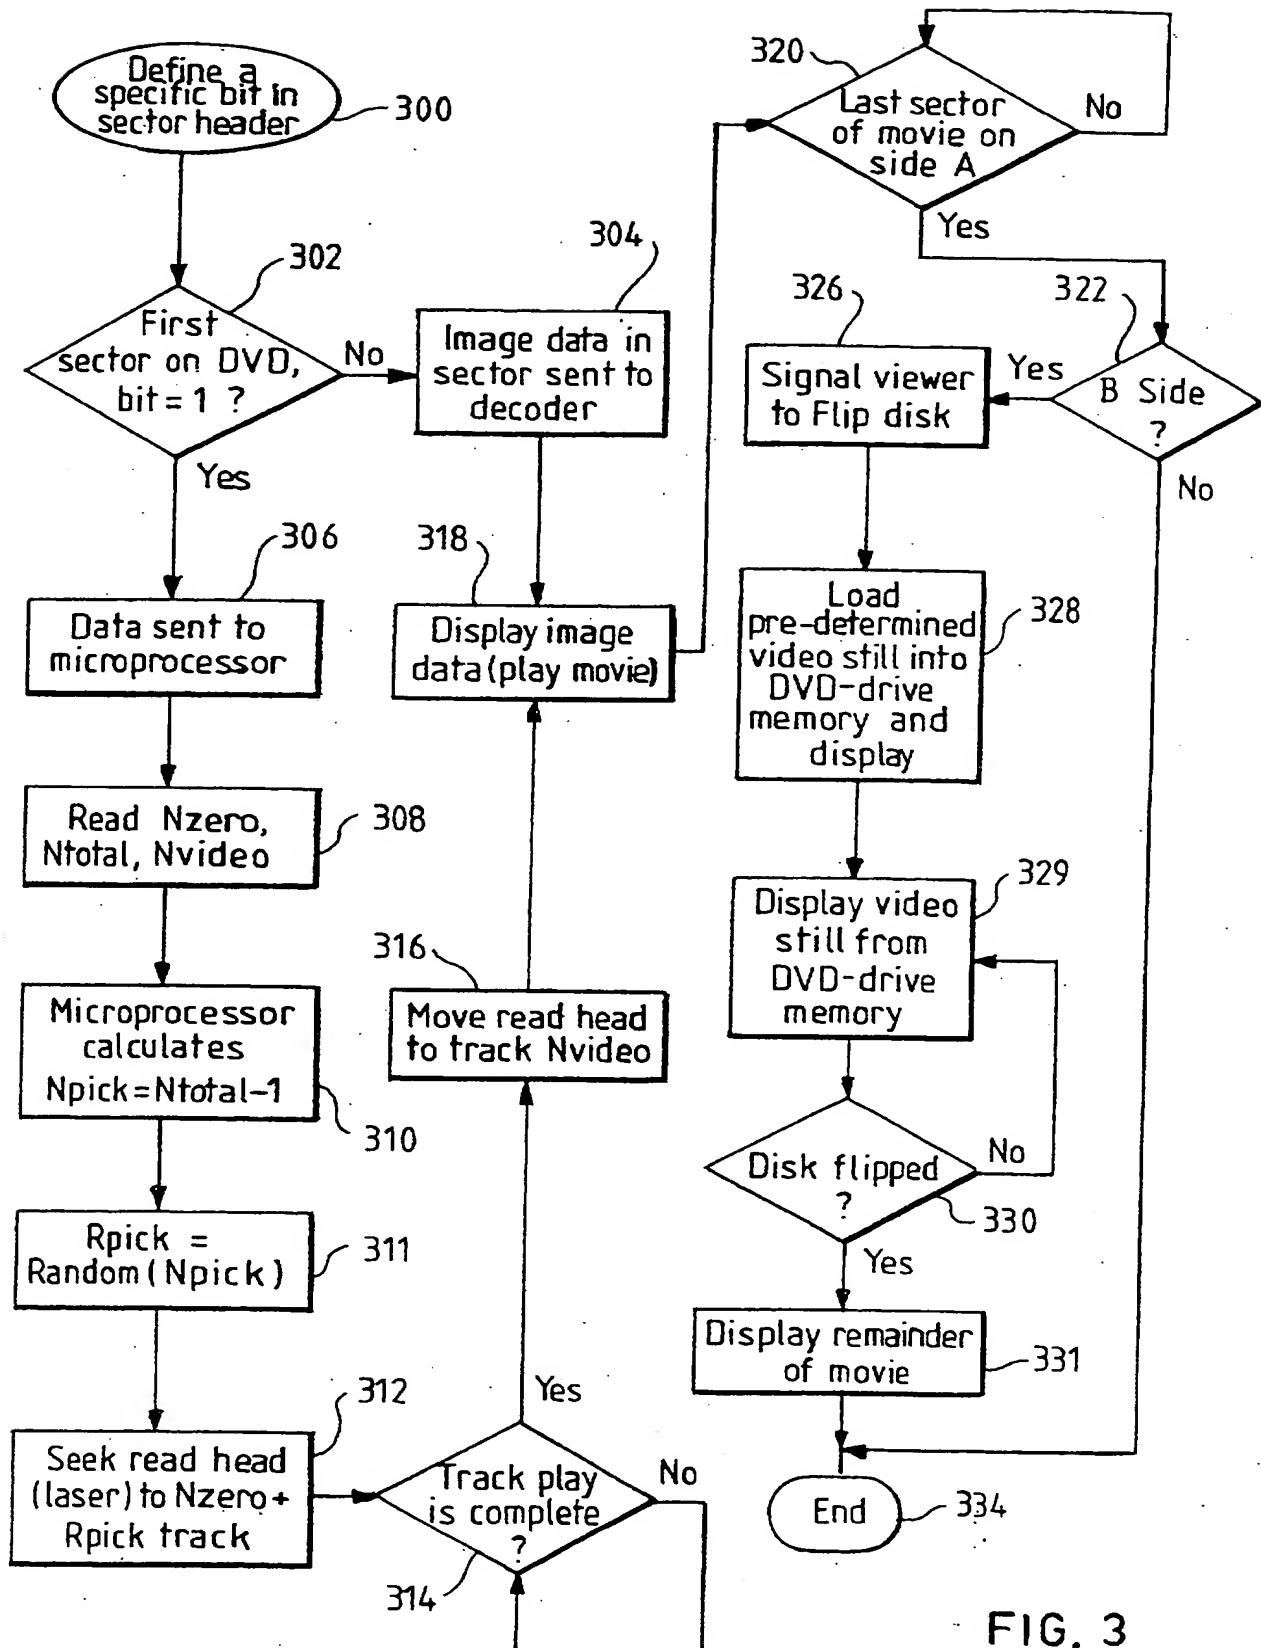 Define a
specific bit in
sector header
300
302
First
sector on DVD,
bit = 1 ?
No
Yes
304
Image data in
sector sent to
decoder
306
Data sent to
microprocessor
Read Nzero,
Ntotal, Nvideo
308
Microprocessor
calculates
Npick=Ntotal-1
310
Rpick =
Random(Npick)
311
312
Seek read head
(laser) to Nzero+
Rpick track
Track play
is complete
?
314
No
Yes
316
Move read head
to track Nvideo
318
Display image
data(play movie)
320
Last sector
of movie on
side A
No
Yes
322
B Side
?
Yes
No
326
Signal viewer
to Flip disk
Load
pre-determined
video still into
DVD-drive
memory and
display
328
329
Display video
still from
DVD-drive
memory
Disk flipped
?
No
330
Yes
Display remainder
of movie
331
End
334
FIG. 3